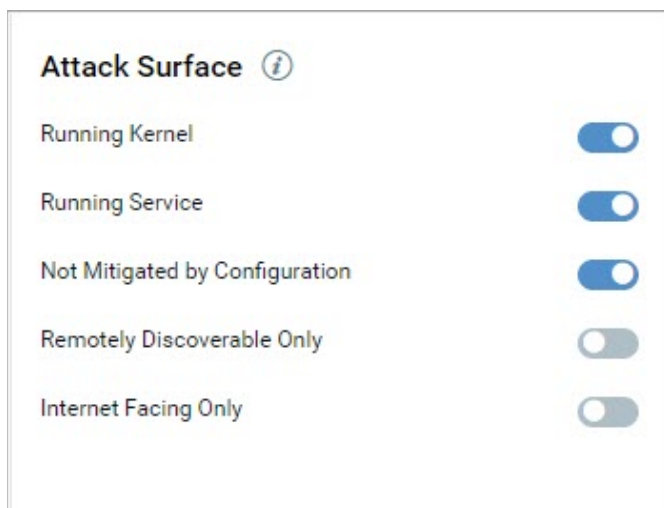 Attack Surface i
Running Kernel
Running Service
Not Mitigated by Configuration
Remotely Discoverable Only
Internet Facing Only